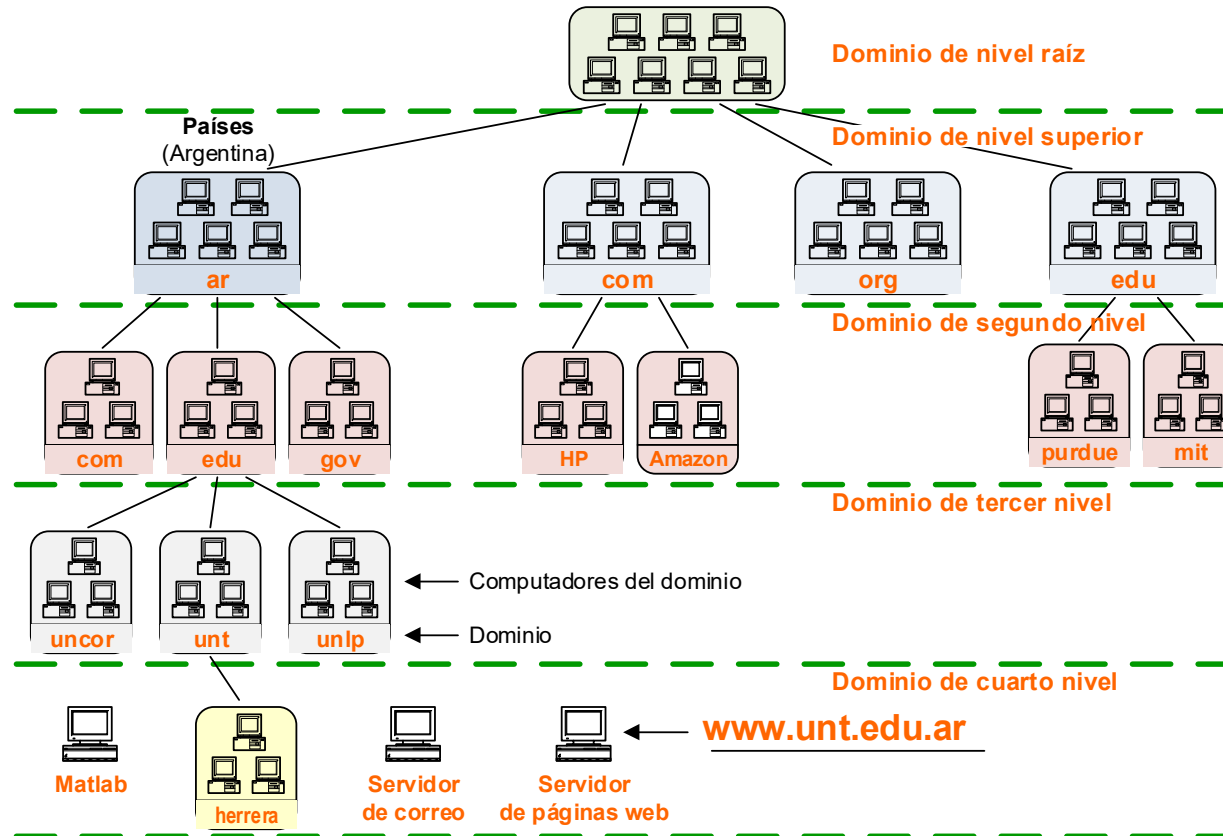 Dominio de nivel raíz
Países
(Argentina)
Dominio de nivel superior
ar
com
org
edu
Dominio de segundo nivel
com
edu
gov
HP
Amazon
purdue
mit
Dominio de tercer nivel
Computadores del dominio
uncor
unt
unlp
Dominio
Dominio de cuarto nivel
www.unt.edu.ar
Matlab
herrera
Servidor
de correo
Servidor
de páginas web